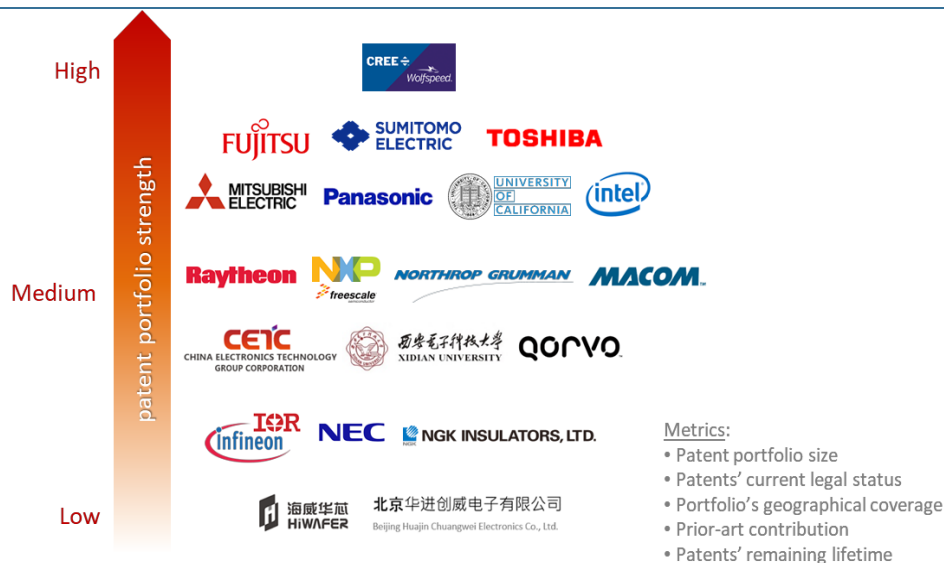 High
CREE÷
Wolfspeed.
FUJITSU
SUMITOMO
ELECTRIC
TOSHIBA
MITSUBISHI
ELECTRIC
Panasonic
UNIVERSITY
OF
CALIFORNIA
intel
patent portfolio strength
Medium
Raytheon
NXP
freescale
semiconductor
NORTHROP GRUMMAN
MACOM™
CETC
CHINA ELECTRONICS TECHNOLOGY
GROUP CORPORATION
西安电子科技大学
XIDIAN UNIVERSITY
QORVO
IOR
infineon
NEC
NGK
NGK INSULATORS, LTD.
Metrics:
• Patent portfolio size
• Patents' current legal status
• Portfolio's geographical coverage
• Prior-art contribution
• Patents' remaining lifetime
Low
海威华芯
HiWAFER
北京华进创威电子有限公司
Beijing Huajin Chuangwei Electronics Co., Ltd.